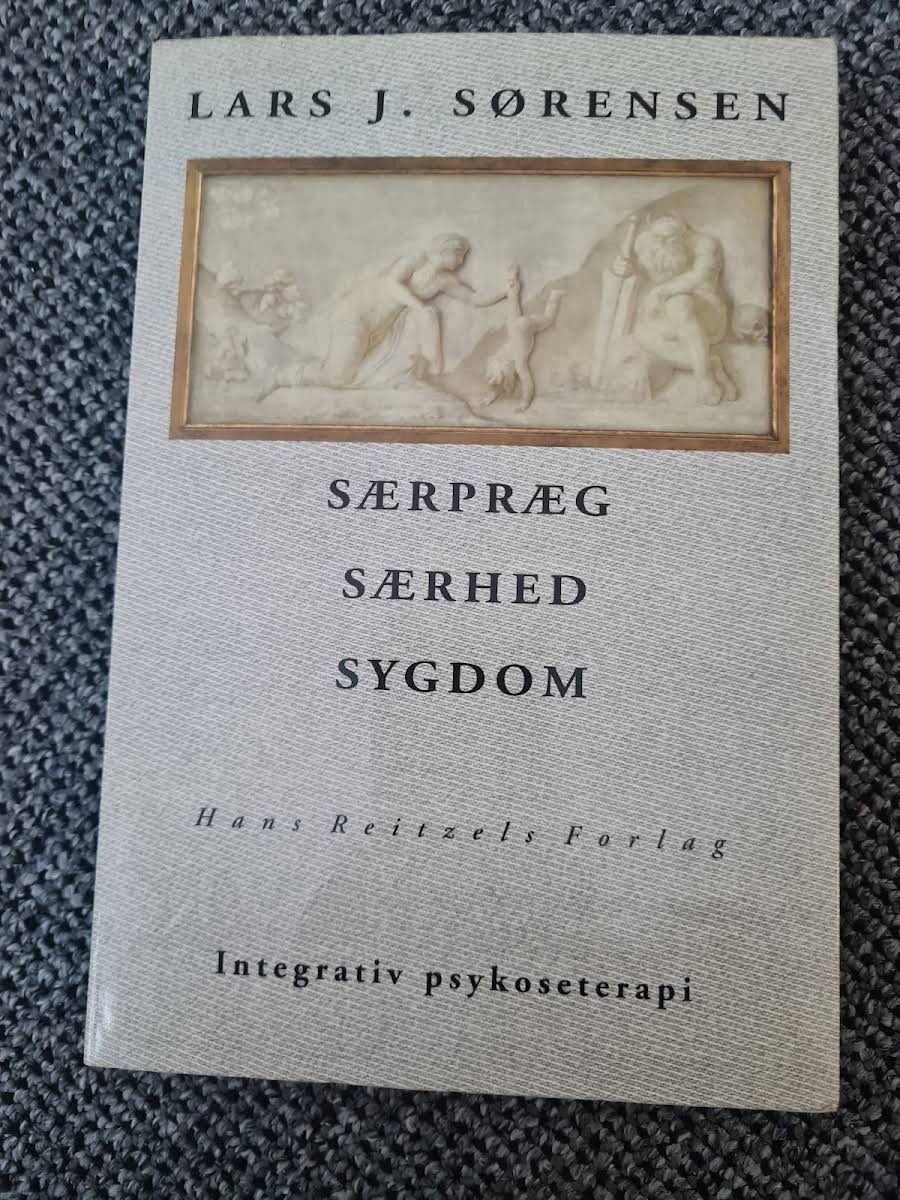 LARS J. SØRENSEN
SÆRPRÆG
SÆRHED
SYGDOM
Hans Reitzels Forlag
Integrativ psykoseterapi